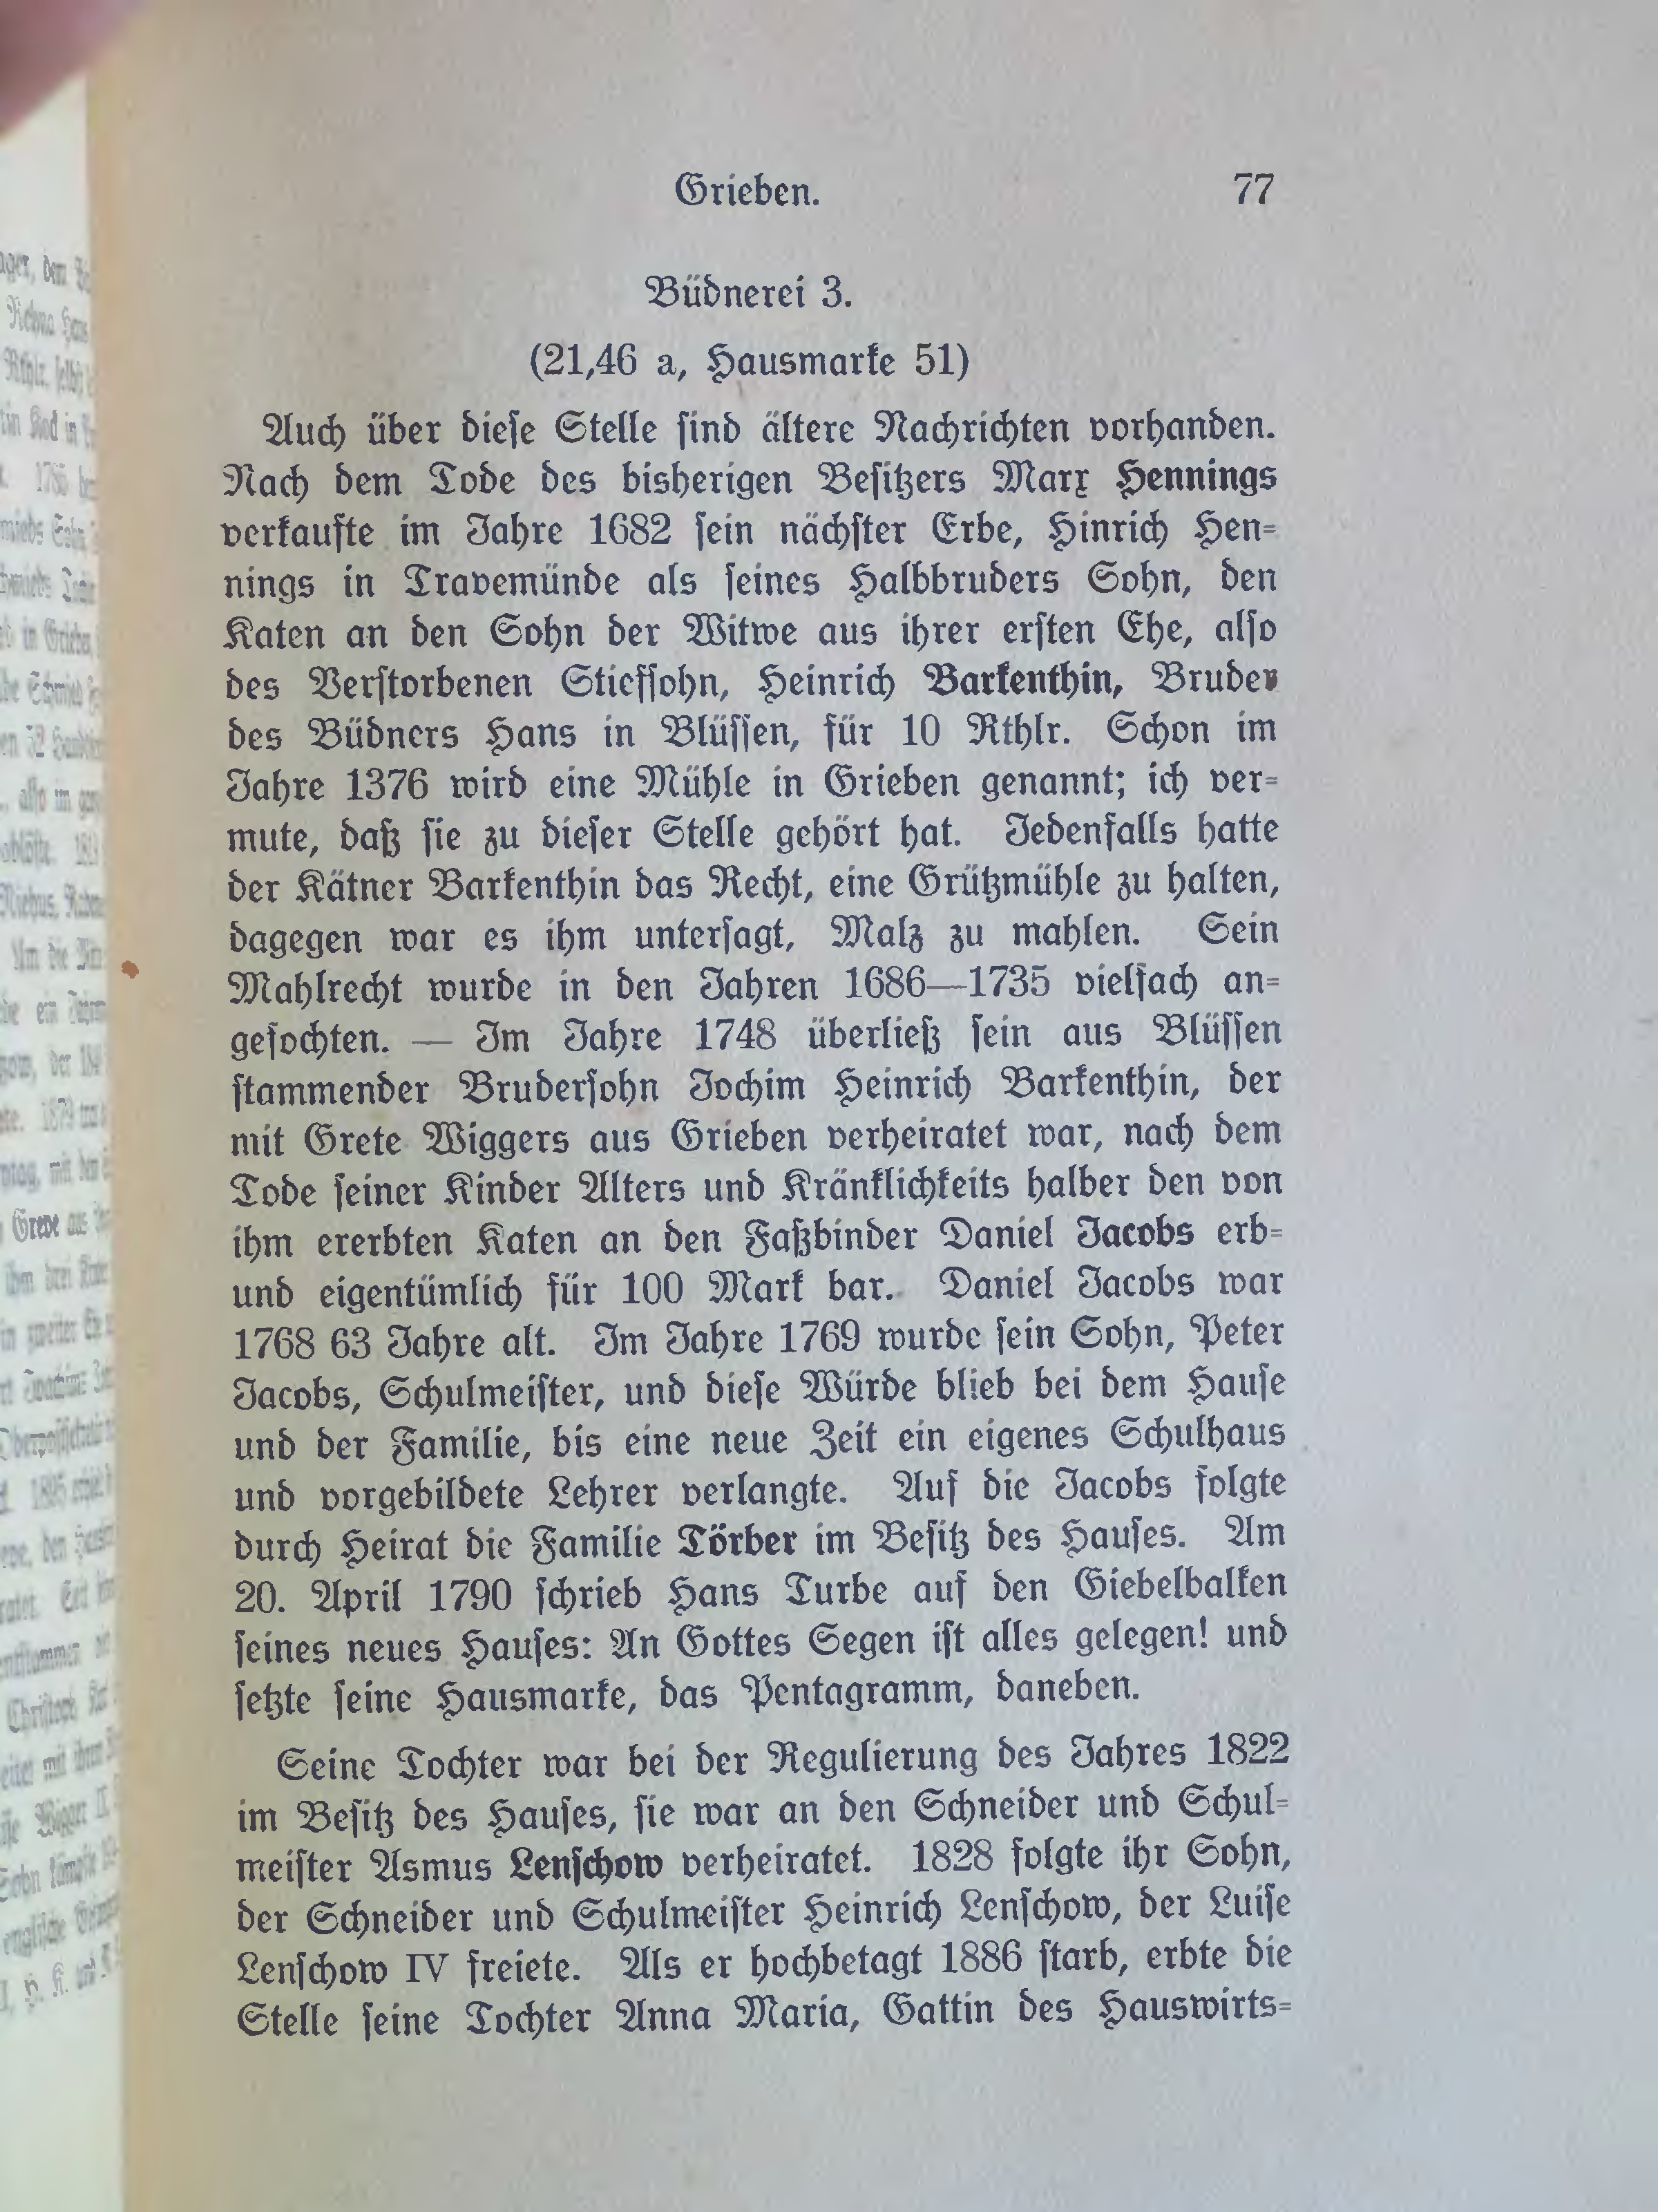 Grieben. 77
Büdnerei 3.
(21,46 a, Hausmarke 51)
Auch über dieſe Stelle ſind ältere Nachrichten vorhanden.
Nach dem Tode des bisherigen Beſitzers Marx Hennings
verkaufte im Jahre 1682 ſein nächſter Erbe, Hinrich Hen-
nings in Travemünde als ſeines Halbbruders Sohn, den
Katen an den Sohn der Witwe aus ihrer erſten Ehe, alſo
des Verſtorbenen Stiefſohn, Heinrich Barkenthin, Bruder
des Büdners Hans in Blüſſen, für 10 Rthlr. Schon im
Jahre 1376 wird eine Mühle in Grieben genannt; ich ver-
mute, daß ſie zu dieſer Stelle gehört hat. Jedenfalls hatte
der Kätner Barkenthin das Recht, eine Grützmühle zu halten,
dagegen war es ihm unterſagt, Malz zu mahlen. Sein
Mahlrecht wurde in den Jahren 1686—1735 vielfach an-
gefochten. — Im Jahre 1748 überließ ſein aus Blüſſen
ſtammender Bruderſohn Jochim Heinrich Barkenthin, der
mit Grete Wiggers aus Grieben verheiratet war, nach dem
Tode ſeiner Kinder Alters und Kränklichkeits halber den von
ihm ererbten Katen an den Faßbinder Daniel Jacobs erb-
und eigentümlich für 100 Mark bar. Daniel Jacobs war
1768 63 Jahre alt. Im Jahre 1769 wurde ſein Sohn, Peter
Jacobs, Schulmeiſter, und dieſe Würde blieb bei dem Hauſe
und der Familie, bis eine neue Zeit ein eigenes Schulhaus
und vorgebildete Lehrer verlangte. Auf die Jacobs folgte
durch Heirat die Familie Törber im Beſitz des Hauſes. Am
20. April 1790 ſchrieb Hans Turbe auf den Giebelbalken
ſeines neues Hauſes: An Gottes Segen iſt alles gelegen! und
ſetzte ſeine Hausmarke, das Pentagramm, daneben.
Seine Tochter war bei der Regulierung des Jahres 1822
im Beſitz des Hauſes, ſie war an den Schneider und Schul-
meiſter Asmus Lenſchow verheiratet. 1828 folgte ihr Sohn,
der Schneider und Schulmeiſter Heinrich Lenſchow, der Luiſe
Lenſchow IV freiete. Als er hochbetagt 1886 ſtarb, erbte die
Stelle ſeine Tochter Anna Maria, Gattin des Hauswirts-